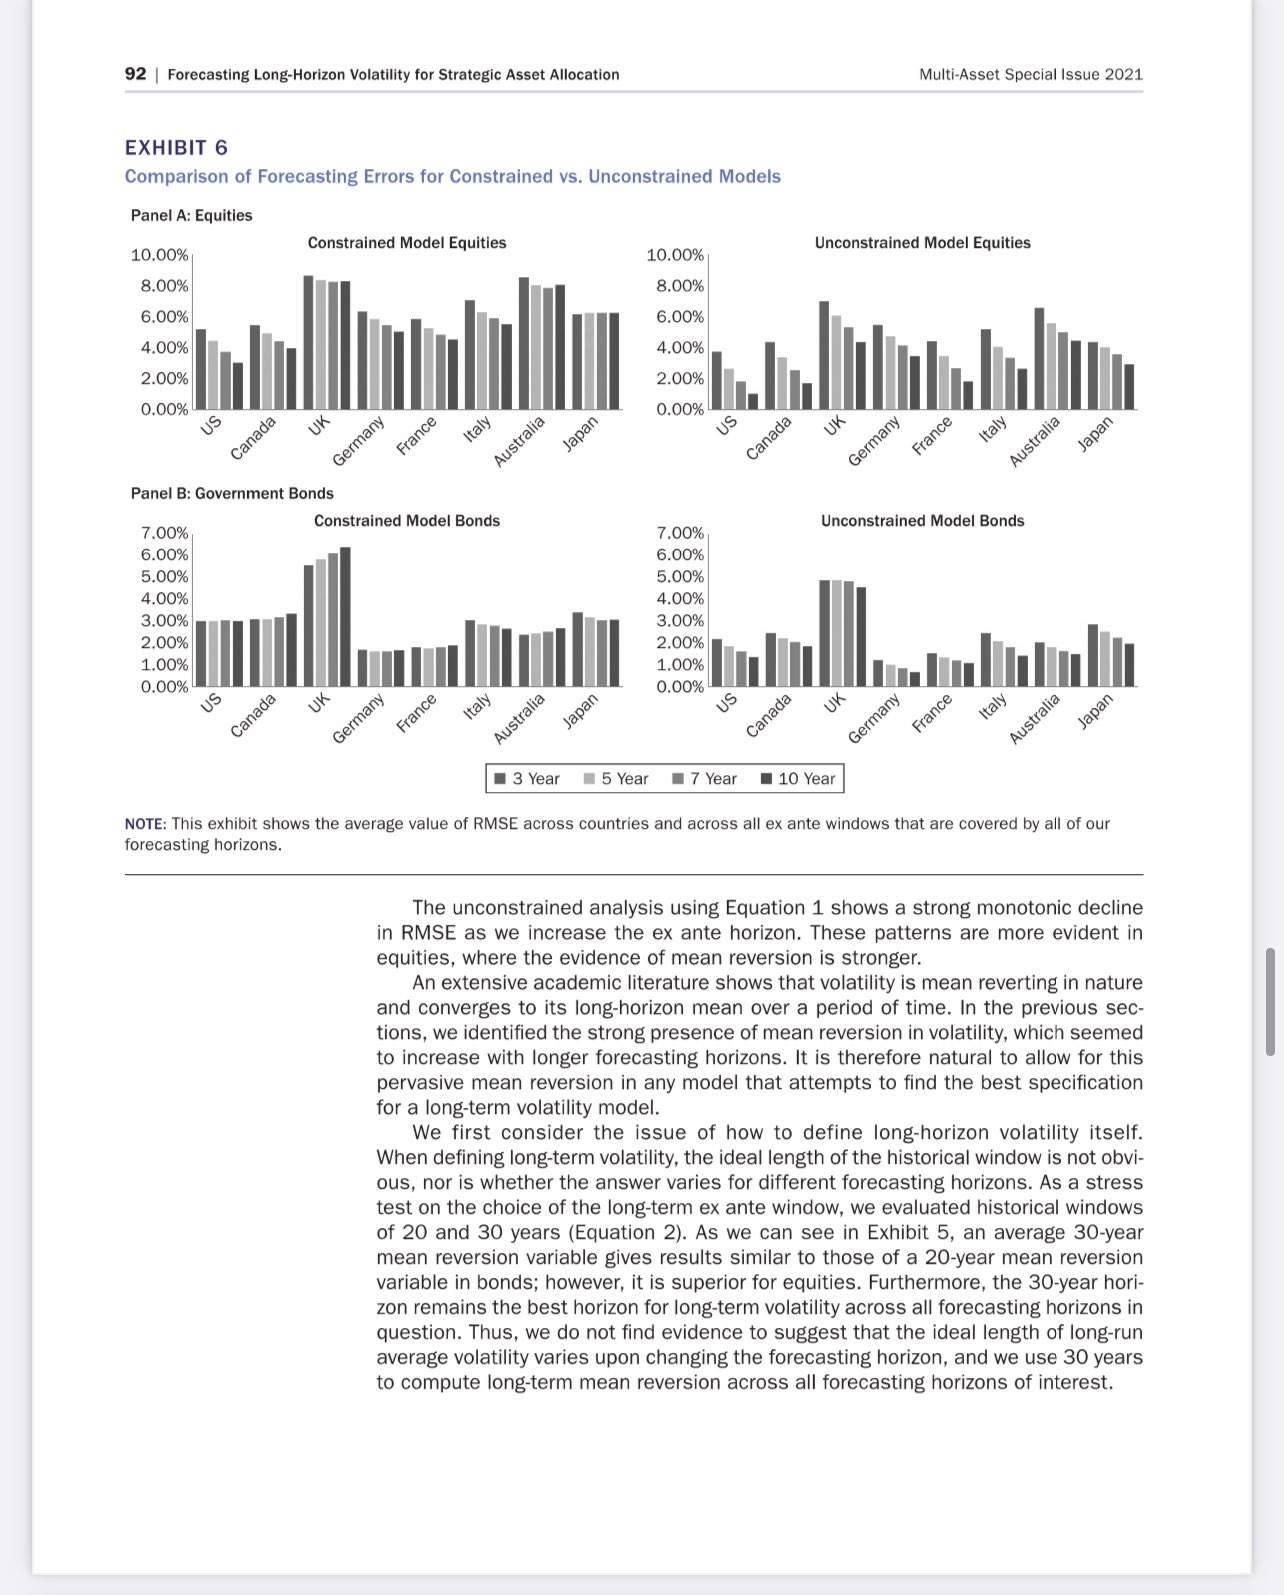 92 | Forecasting Long-Horizon Volatility for Strategic Asset Allocation
Multi-Asset Special Issue 2021
EXHIBIT 6
Comparison of Forecasting Errors for Constrained vs. Unconstrained Models
Panel A: Equities
Constrained Model Equities
10.00%
8.00%
6.00%
4.00%
2.00%
0.00%
US
Canada
UK
Germany
France
Italy
Australia
Japan
Unconstrained Model Equities
10.00%
8.00%
6.00%
4.00%
2.00%
0.00%
US
Canada
UK
Germany
France
Italy
Australia
Japan
Panel B: Government Bonds
Constrained Model Bonds
7.00%
6.00%
5.00%
4.00%
3.00%
2.00%
1.00%
0.00%
US
Canada
UK
Germany
France
Italy
Australia
Japan
Unconstrained Model Bonds
7.00%
6.00%
5.00%
4.00%
3.00%
2.00%
1.00%
0.00%
US
Canada
UK
Germany
France
Italy
Australia
Japan
3 Year 5 Year 7 Year 10 Year
NOTE: This exhibit shows the average value of RMSE across countries and across all ex ante windows that are covered by all of our
forecasting horizons.
The unconstrained analysis using Equation 1 shows a strong monotonic decline
in RMSE as we increase the ex ante horizon. These patterns are more evident in
equities, where the evidence of mean reversion is stronger.
An extensive academic literature shows that volatility is mean reverting in nature
and converges to its long-horizon mean over a period of time. In the previous sec-
tions, we identified the strong presence of mean reversion in volatility, which seemed
to increase with longer forecasting horizons. It is therefore natural to allow for this
pervasive mean reversion in any model that attempts to find the best specification
for a long-term volatility model.
We first consider the issue of how to define long-horizon volatility itself.
When defining long-term volatility, the ideal length of the historical window is not obvi-
ous, nor is whether the answer varies for different forecasting horizons. As a stress
test on the choice of the long-term ex ante window, we evaluated historical windows
of 20 and 30 years (Equation 2). As we can see in Exhibit 5, an average 30-year
mean reversion variable gives results similar to those of a 20-year mean reversion
variable in bonds; however, it is superior for equities. Furthermore, the 30-year hori-
zon remains the best horizon for long-term volatility across all forecasting horizons in
question. Thus, we do not find evidence to suggest that the ideal length of long-run
average volatility varies upon changing the forecasting horizon, and we use 30 years
to compute long-term mean reversion across all forecasting horizons of interest.